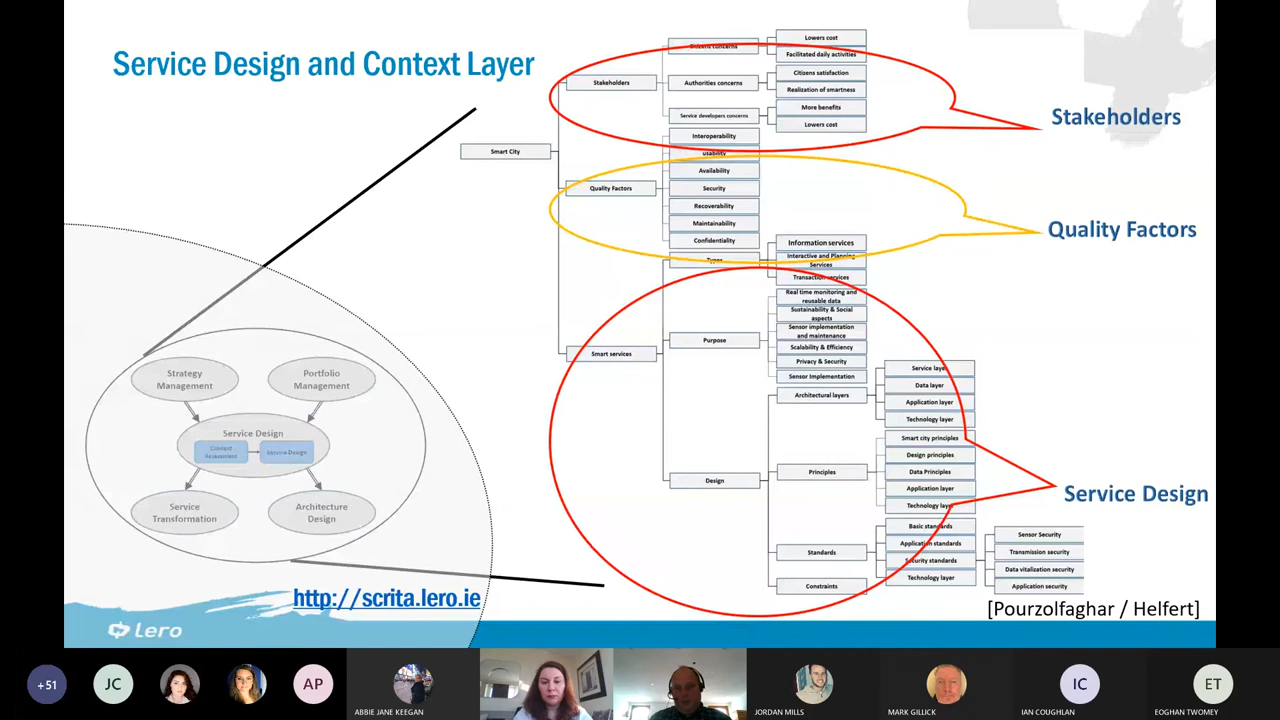 Service Design and Context Layer
Smart City
Stakeholders
Citizens concerns
Lowers cost
Facilitated daily activities
Authorities concerns
Citizens satisfaction
Realization of smartness
Service developers concerns
More benefits
Lowers cost
Quality Factors
Interoperability
usability
Availability
Security
Recoverability
Maintainability
Confidentiality
Smart services
Types
Information services
Interactive and Planning
Services
Transaction services
Purpose
Real time monitoring and
reusable data
Sustainability & Social
aspects
Sensor implementation
and maintenance
Scalability & Efficiency
Privacy & Security
Sensor Implementation
Design
Architectural layers
Service layer
Data layer
Application layer
Technology layer
Principles
Smart city principles
Design principles
Data Principles
Application layer
Technology layer
Standards
Basic standards
Application standards
Security standards
Technology layer
Sensor Security
Transmission security
Data vitalization security
Application security
Constraints
Stakeholders
Quality Factors
Service Design
Strategy
Management
Portfolio
Management
Service Design
Context
Assessment
Service Design
Service
Transformation
Architecture
Design
http://scrita.lero.ie
[Pourzolfaghar / Helfert]
lero
+51
JC
AP
ABBIE JANE KEEGAN
JORDAN MILLS
MARK GILLICK
IC
IAN COUGHLAN
ET
EOGHAN TWOMEY